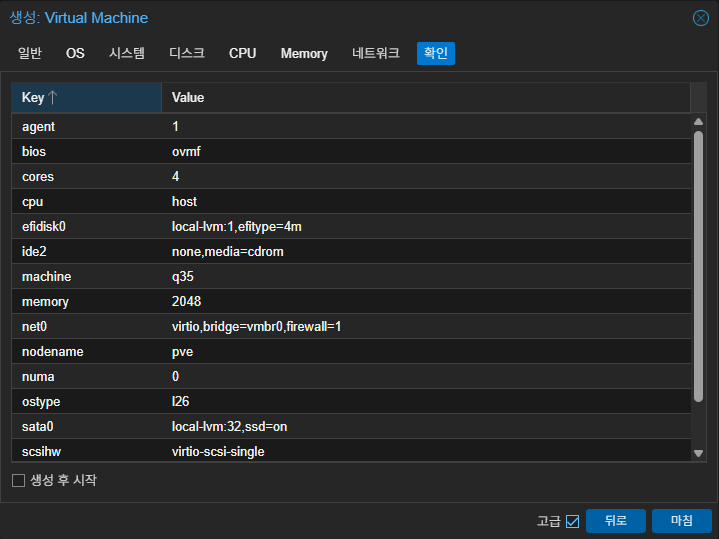 생성: Virtual Machine
일반 OS 시스템 디스크 CPU Memory 네트워크 확인
Key Value
agent 1
bios ovmf
cores 4
cpu host
efidisk0 local-lvm:1,efitype=4m
ide2 none,media=cdrom
machine q35
memory 2048
net0 virtio,bridge=vmbr0,firewall=1
nodename pve
numa 0
ostype l26
sata0 local-lvm:32,ssd=on
scsihw virtio-scsi-single
생성 후 시작
고급 뒤로 마침